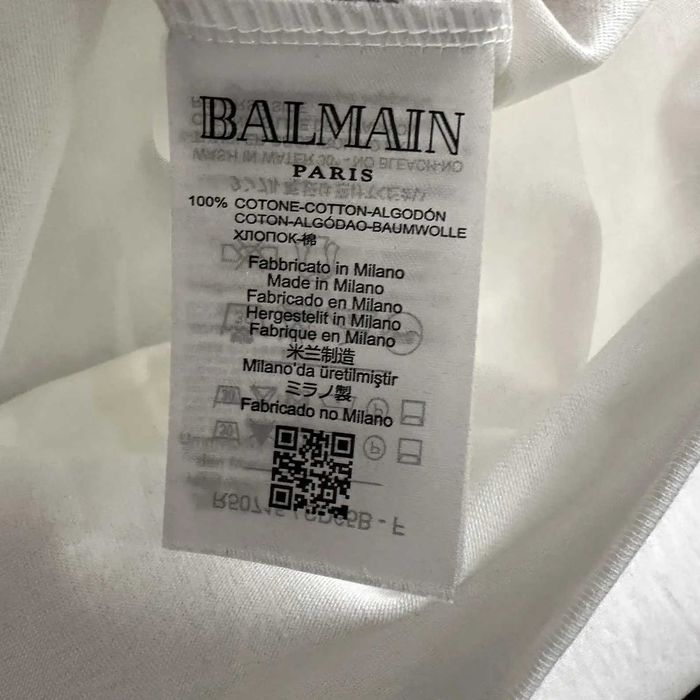 BALMAIN
PARIS
100% COTONE-COTTON-ALGODÓN
COTON-ALGÓDAO-BAUMWOLLE
ХЛОПОК-棉
Fabbricato in Milano
Made in Milano
Fabricado en Milano
Hergestelit in Milano
Fabrique en Milano
米兰制造
Milano'da üretilmiştir
ミラノ製
Fabricado no Milano